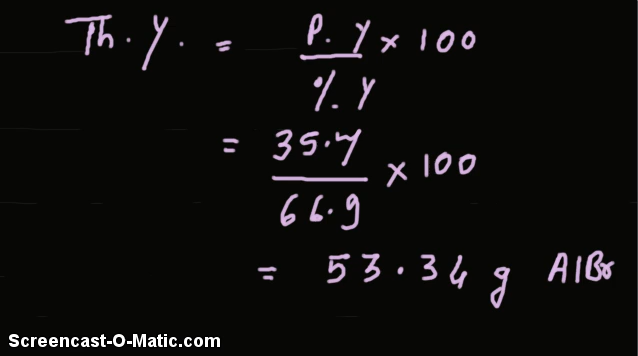 Th. Y. = P. Y × 100
%. Y
= 35.7 × 100
66.9
= 53.34 g AlBr
Screencast-O-Matic.com